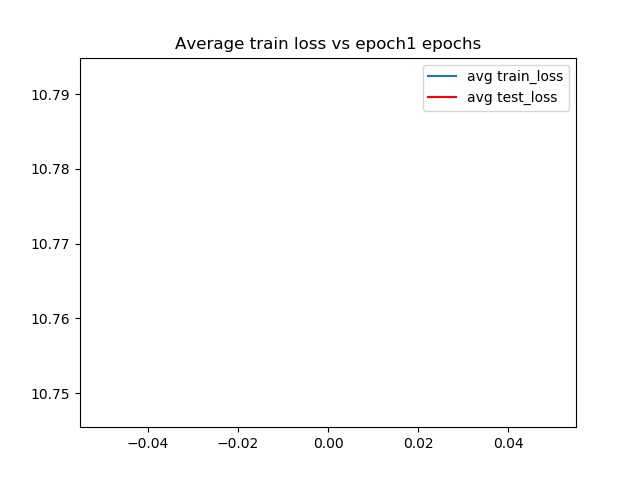 Average train loss vs epoch1 epochs
avg train_loss
avg test_loss
10.79
10.78
10.77
10.76
10.75
−0.04 −0.02 0.00 0.02 0.04